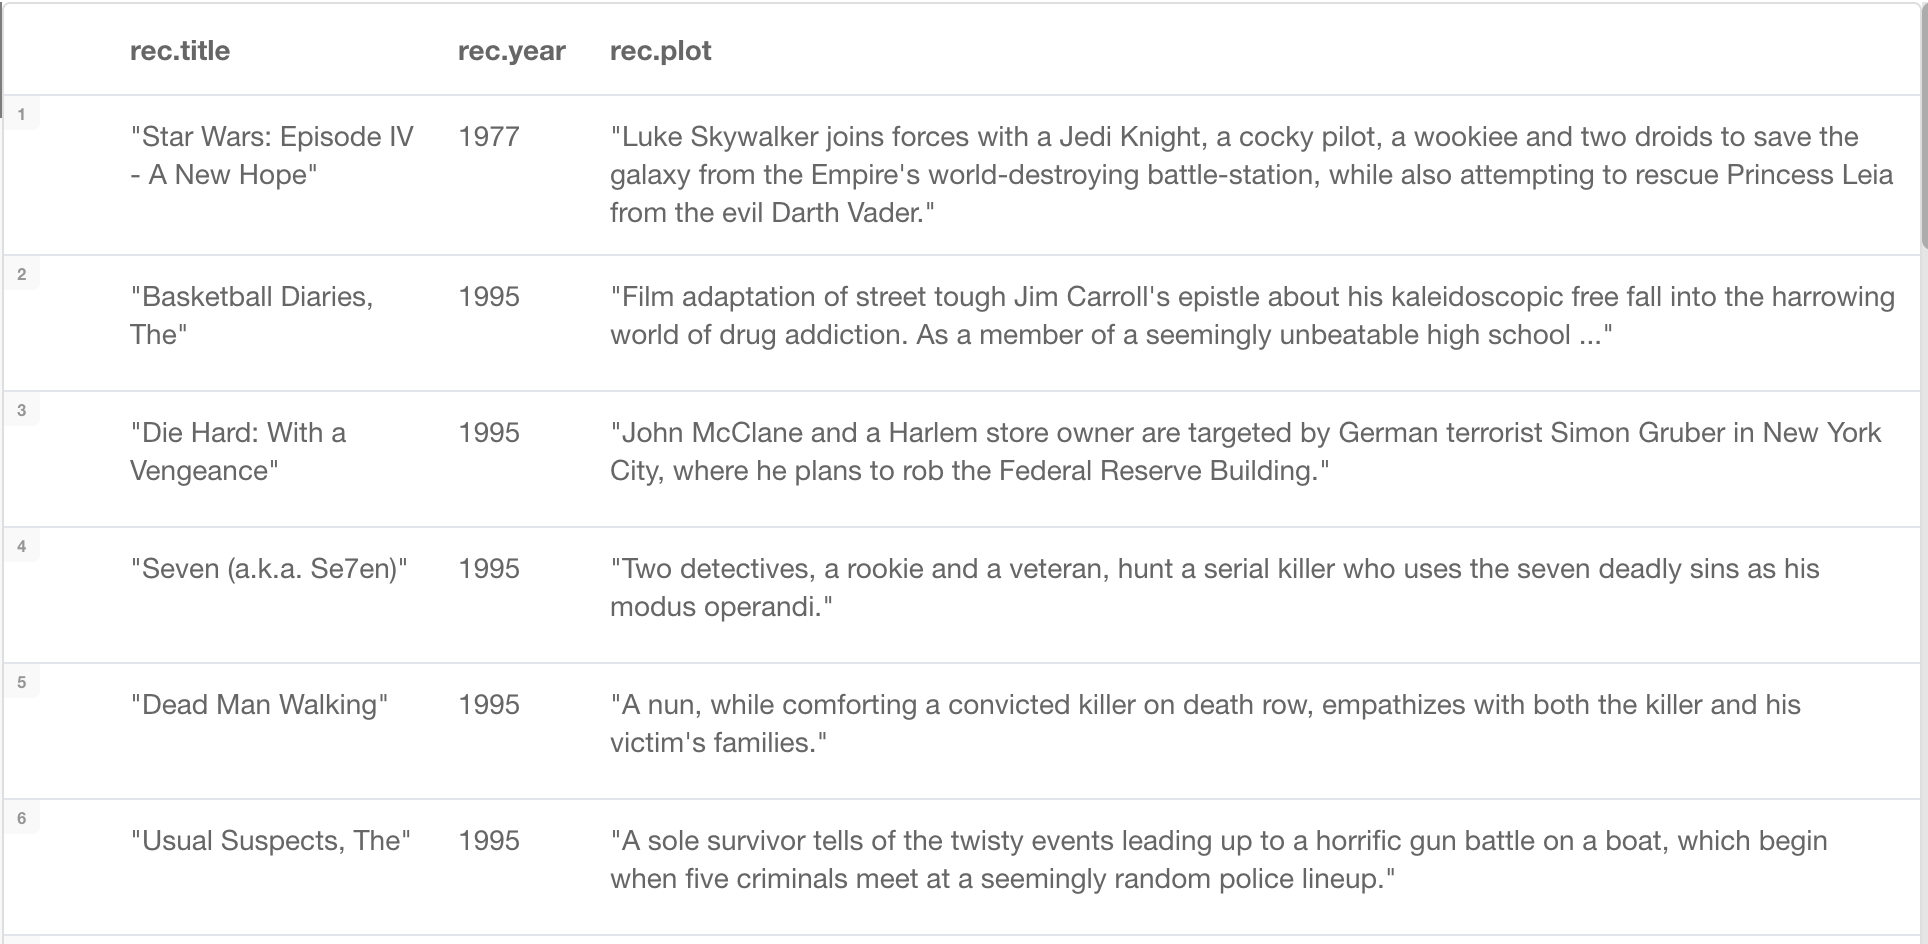 rec.title rec.year rec.plot
1
"Star Wars: Episode IV 1977 "Luke Skywalker joins forces with a Jedi Knight, a cocky pilot, a wookiee and two droids to save the
- A New Hope" galaxy from the Empire's world-destroying battle-station, while also attempting to rescue Princess Leia
from the evil Darth Vader."
2
"Basketball Diaries, 1995 "Film adaptation of street tough Jim Carroll's epistle about his kaleidoscopic free fall into the harrowing
The" world of drug addiction. As a member of a seemingly unbeatable high school ..."
3
"Die Hard: With a 1995 "John McClane and a Harlem store owner are targeted by German terrorist Simon Gruber in New York
Vengeance" City, where he plans to rob the Federal Reserve Building."
4
"Seven (a.k.a. Se7en)" 1995 "Two detectives, a rookie and a veteran, hunt a serial killer who uses the seven deadly sins as his
modus operandi."
5
"Dead Man Walking" 1995 "A nun, while comforting a convicted killer on death row, empathizes with both the killer and his
victim's families."
6
"Usual Suspects, The" 1995 "A sole survivor tells of the twisty events leading up to a horrific gun battle on a boat, which begin
when five criminals meet at a seemingly random police lineup."